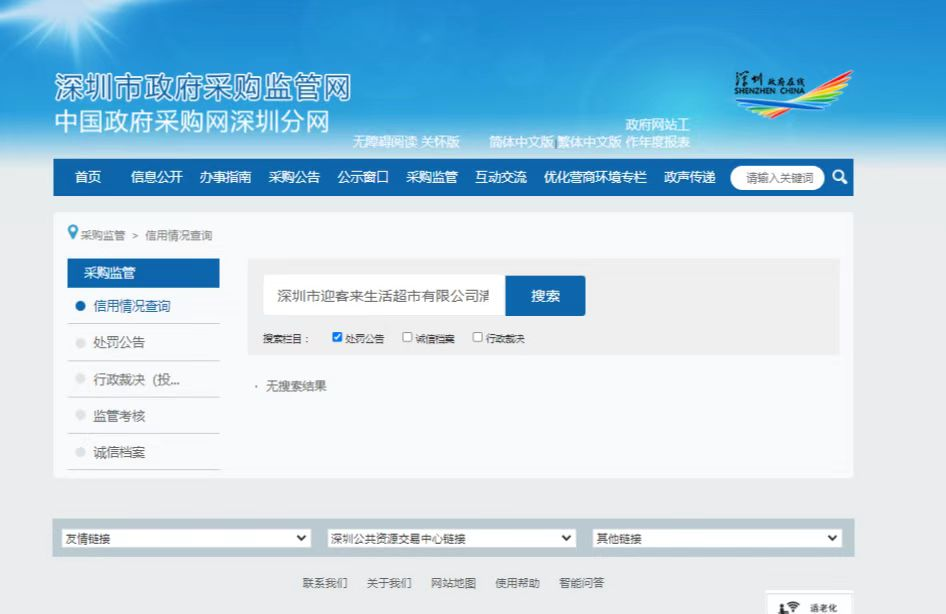 深圳市政府采购监管网
中国政府采购网深圳分网
深圳 政府在线
SHENZHEN CHINA
无障碍阅读 关怀版 简体中文版 繁体中文版 政府网站工作年度报表
首页 信息公开 办事指南 采购公告 公示窗口 采购监管 互动交流 优化营商环境专栏 政声传递 请输入关键词
采购监管 > 信用情况查询
采购监管
信用情况查询
处罚公告
行政裁决（投...
监管考核
诚信档案
深圳市迎客来生活超市有限公司 搜索
搜索栏目： 处罚公告 诚信档案 行政裁决
· 无搜索结果
友情链接 深圳公共资源交易中心链接 其他链接
联系我们 关于我们 网站地图 使用帮助 智能问答
适老化